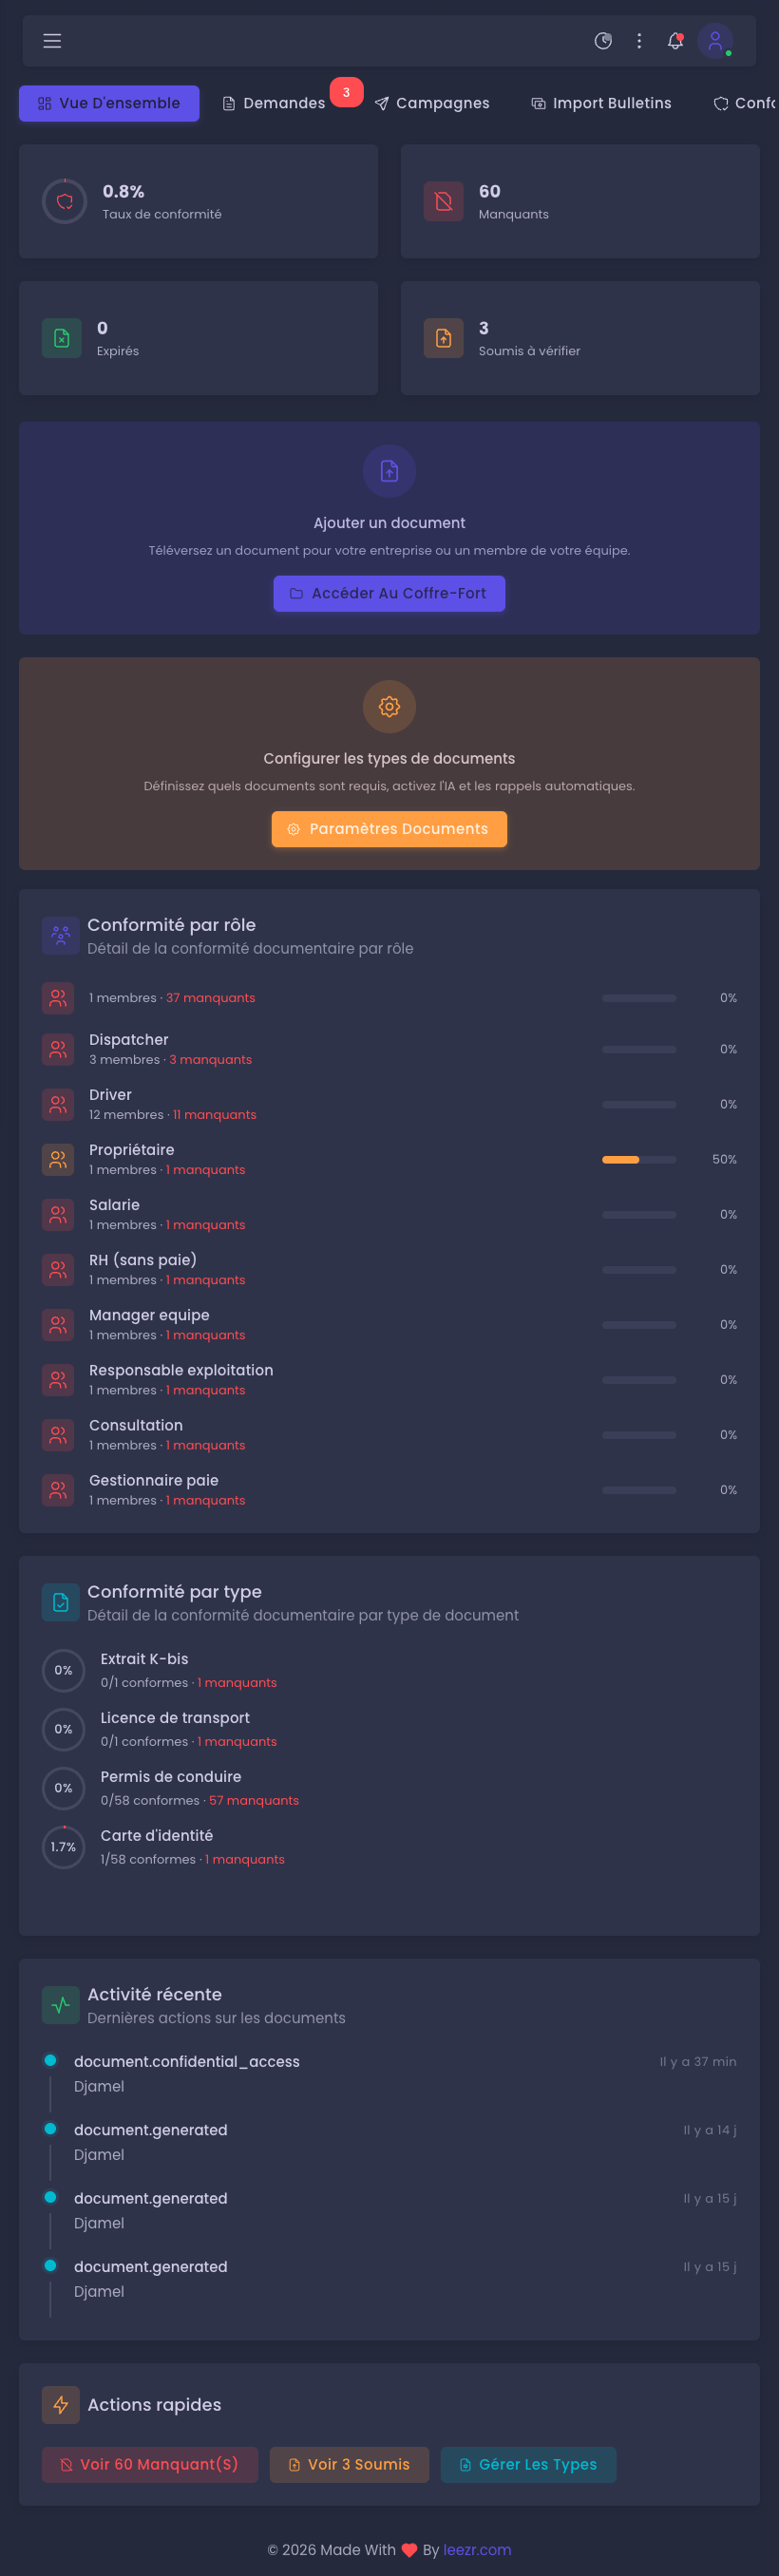 Vue D'ensemble
Demandes
3
Campagnes
Import Bulletins
0.8%
Taux de conformité
60
Manquants
0
Expirés
3
Soumis à vérifier
Ajouter un document
Téléversez un document pour votre entreprise ou un membre de votre équipe.
Accéder Au Coffre-Fort
Configurer les types de documents
Définissez quels documents sont requis, activez l'IA et les rappels automatiques.
Paramètres Documents
Conformité par rôle
Détail de la conformité documentaire par rôle
1 membres · 37 manquants
0%
Dispatcher
3 membres · 3 manquants
0%
Driver
12 membres · 11 manquants
0%
Propriétaire
1 membres · 1 manquants
50%
Salarie
1 membres · 1 manquants
0%
RH (sans paie)
1 membres · 1 manquants
0%
Manager equipe
1 membres · 1 manquants
0%
Responsable exploitation
1 membres · 1 manquants
0%
Consultation
1 membres · 1 manquants
0%
Gestionnaire paie
1 membres · 1 manquants
0%
Conformité par type
Détail de la conformité documentaire par type de document
0%
Extrait K-bis
0/1 conformes · 1 manquants
0%
Licence de transport
0/1 conformes · 1 manquants
0%
Permis de conduire
0/58 conformes · 57 manquants
1.7%
Carte d'identité
1/58 conformes · 1 manquants
Activité récente
Dernières actions sur les documents
document.confidential_access
Il y a 37 min
Djamel
document.generated
Il y a 14 j
Djamel
document.generated
Il y a 15 j
Djamel
document.generated
Il y a 15 j
Djamel
Actions rapides
Voir 60 Manquant(S)
Voir 3 Soumis
Gérer Les Types
© 2026 Made With By leezr.com